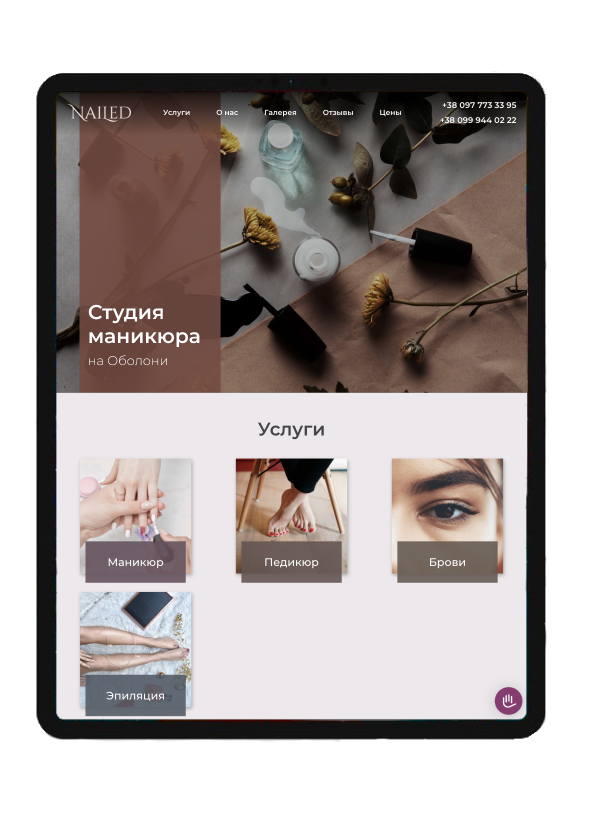 NAILED
Услуги
О нас
Галерея
Отзывы
Цены
+38 097 773 33 95
+38 099 944 02 22
Студия
маникюра
на Оболони
Услуги
Маникюр
Педикюр
Брови
Эпиляция